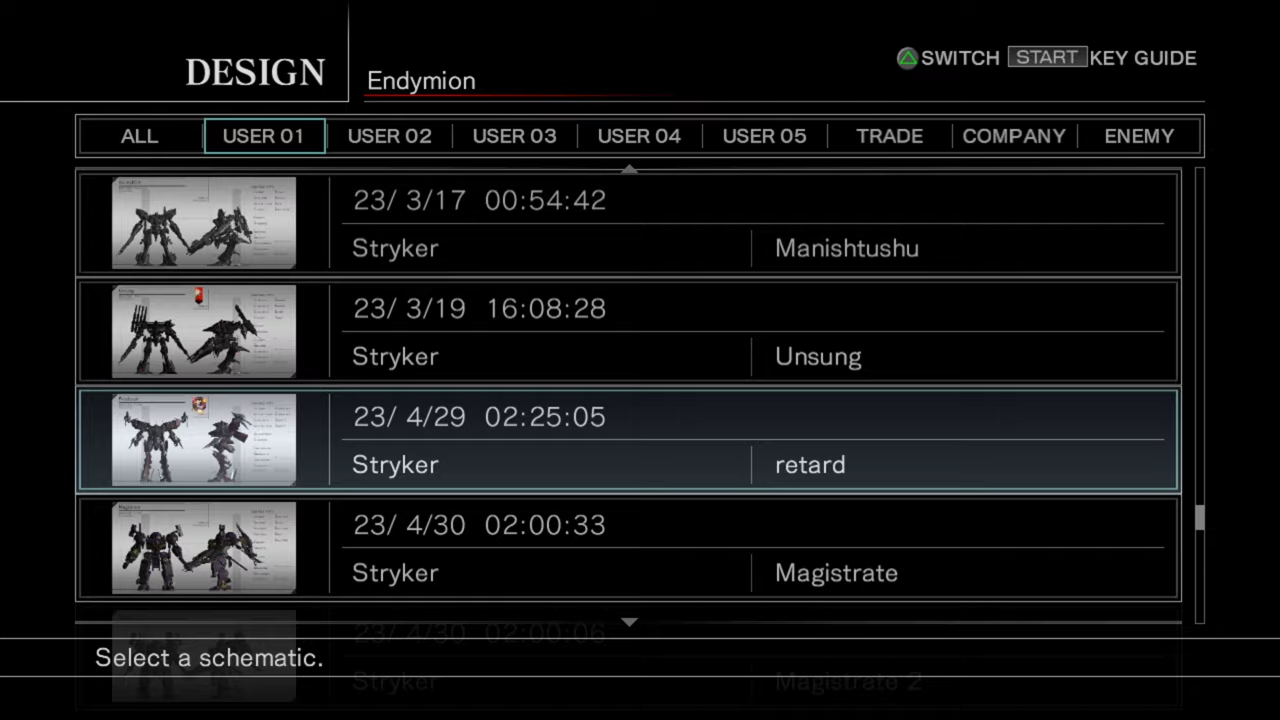 DESIGN
Endymion
SWITCH START KEY GUIDE
ALL USER 01 USER 02 USER 03 USER 04 USER 05 TRADE COMPANY ENEMY
23/ 3/17 00:54:42
Stryker Manishtushu
23/ 3/19 16:08:28
Stryker Unsung
23/ 4/29 02:25:05
Stryker retard
23/ 4/30 02:00:33
Stryker Magistrate
23/ 4/30 02:00:06
Select a schematic.
Stryker Magistrate 2